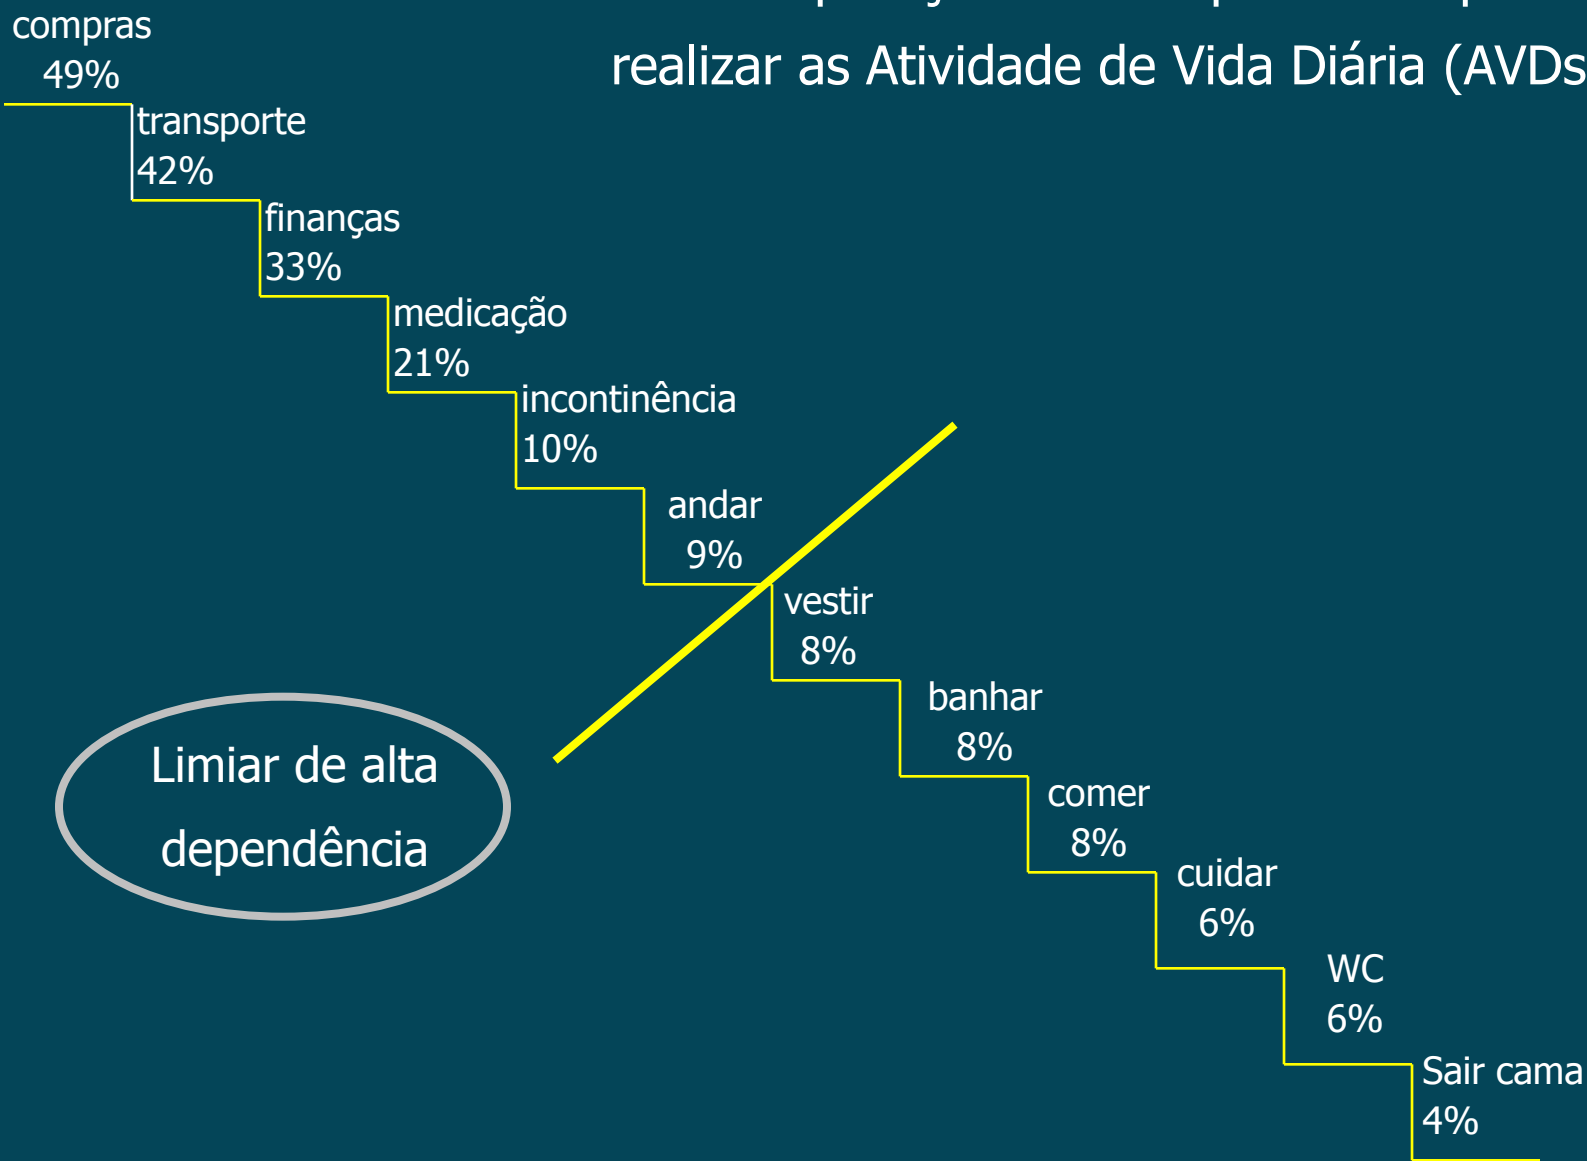 realizar as Atividade de Vida Diária (AVDs
compras
49%
transporte
42%
finanças
33%
medicação
21%
incontinência
10%
andar
9%
vestir
8%
banhar
8%
comer
8%
cuidar
6%
WC
6%
Sair cama
4%
Limiar de alta
dependência